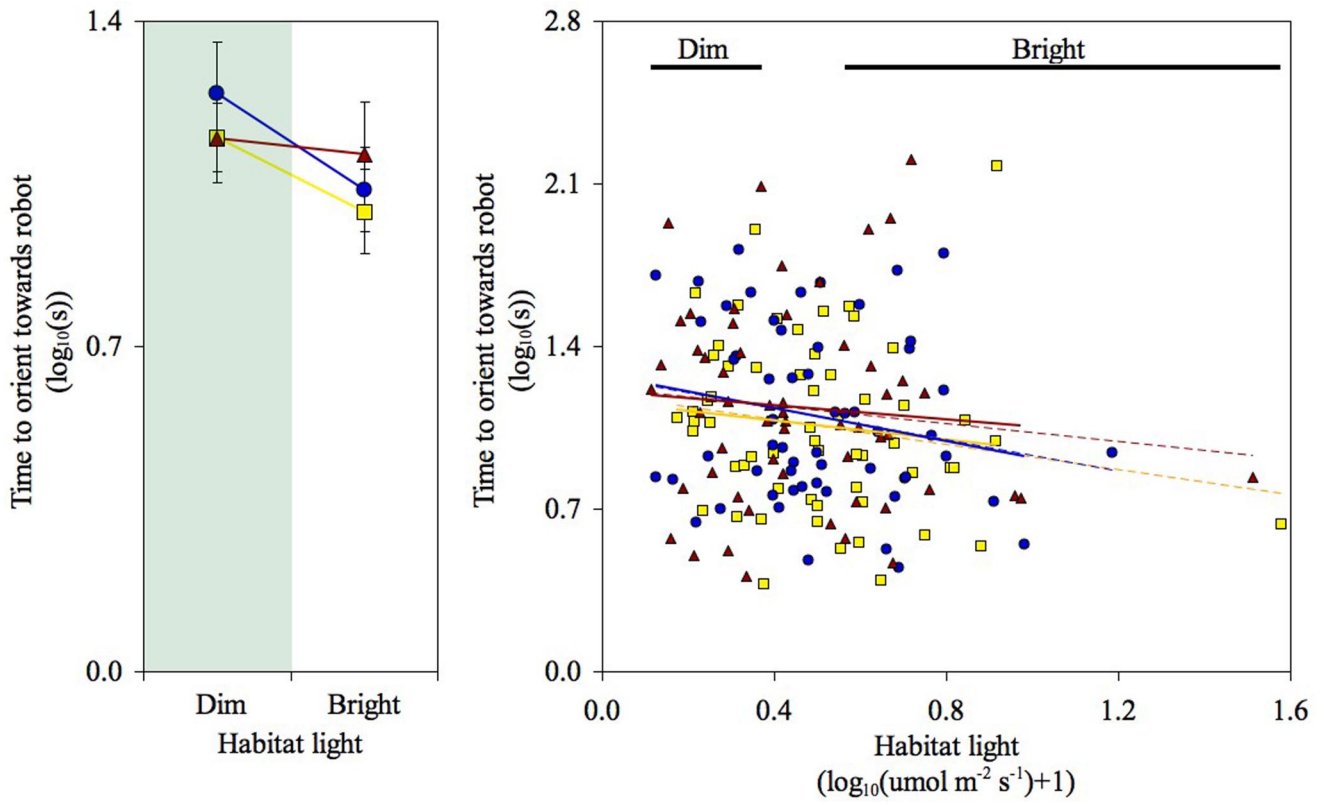 Time to orient towards robot
(log₁₀(s))
1.4
0.7
0.0
Dim Bright
Habitat light
Time to orient towards robot
(log₁₀(s))
2.8
2.1
1.4
0.7
0.0
Dim Bright
0.0 0.4 0.8 1.2 1.6
Habitat light
(log₁₀(umol m⁻² s⁻¹)+1)